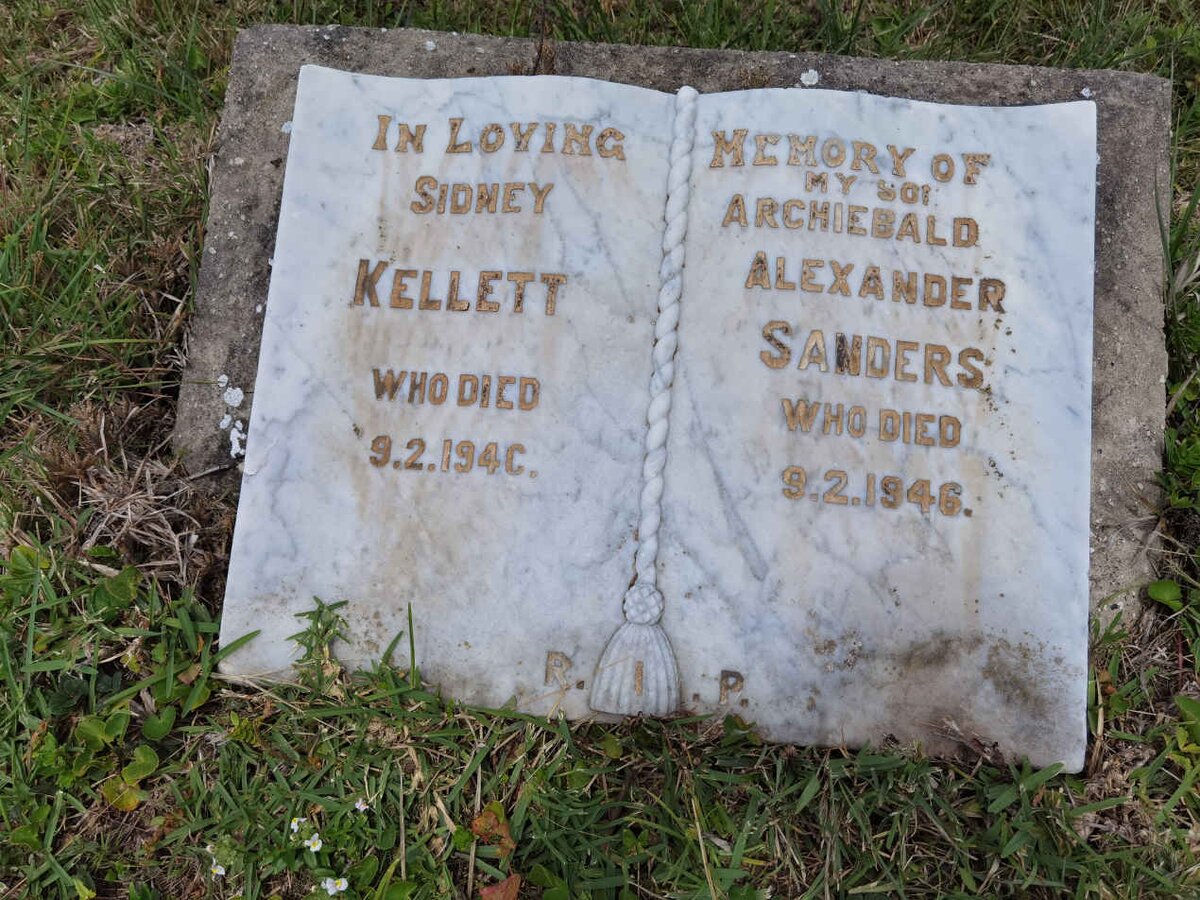 IN LOVING
SIDNEY
KELLETT
WHO DIED
9.2.194C.
MEMORY OF
MY SON
ARCHIEBALD
ALEXANDER
SANDERS
WHO DIED
9.2.1946.
R. I .P.